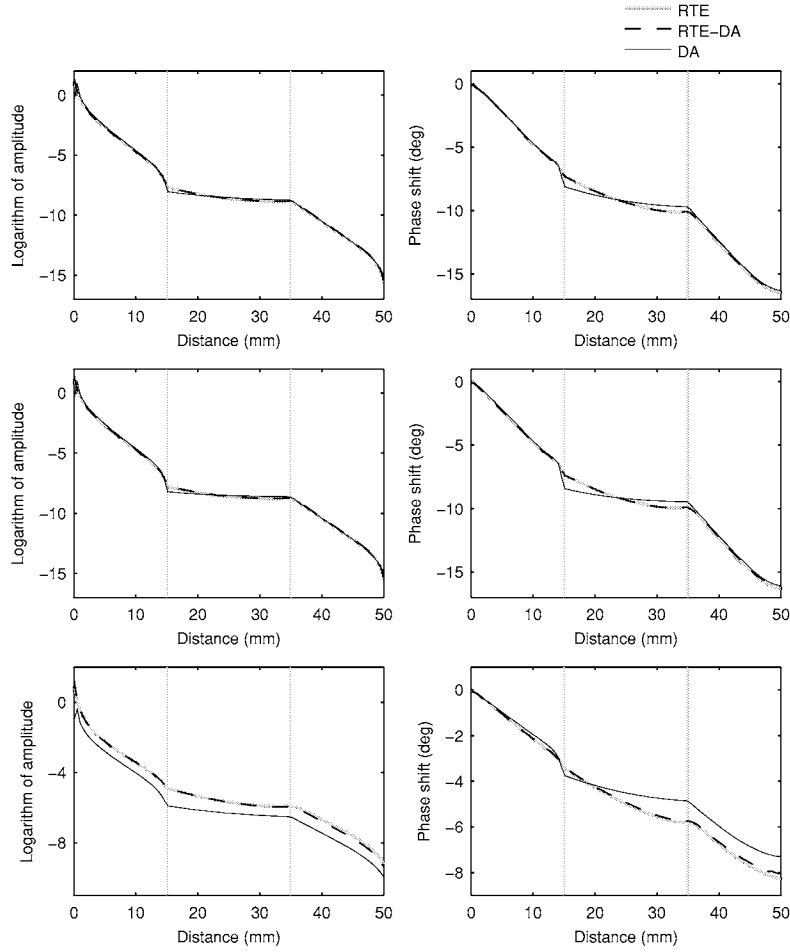 RTE
RTE−DA
DA
Logarithm of amplitude
0
−5
−10
−15
0 10 20 30 40 50
Distance (mm)
Phase shift (deg)
0
−5
−10
−15
0 10 20 30 40 50
Distance (mm)
Logarithm of amplitude
0
−5
−10
−15
0 10 20 30 40 50
Distance (mm)
Phase shift (deg)
0
−5
−10
−15
0 10 20 30 40 50
Distance (mm)
Logarithm of amplitude
0
−4
−8
0 10 20 30 40 50
Distance (mm)
Phase shift (deg)
0
−2
−4
−6
−8
0 10 20 30 40 50
Distance (mm)